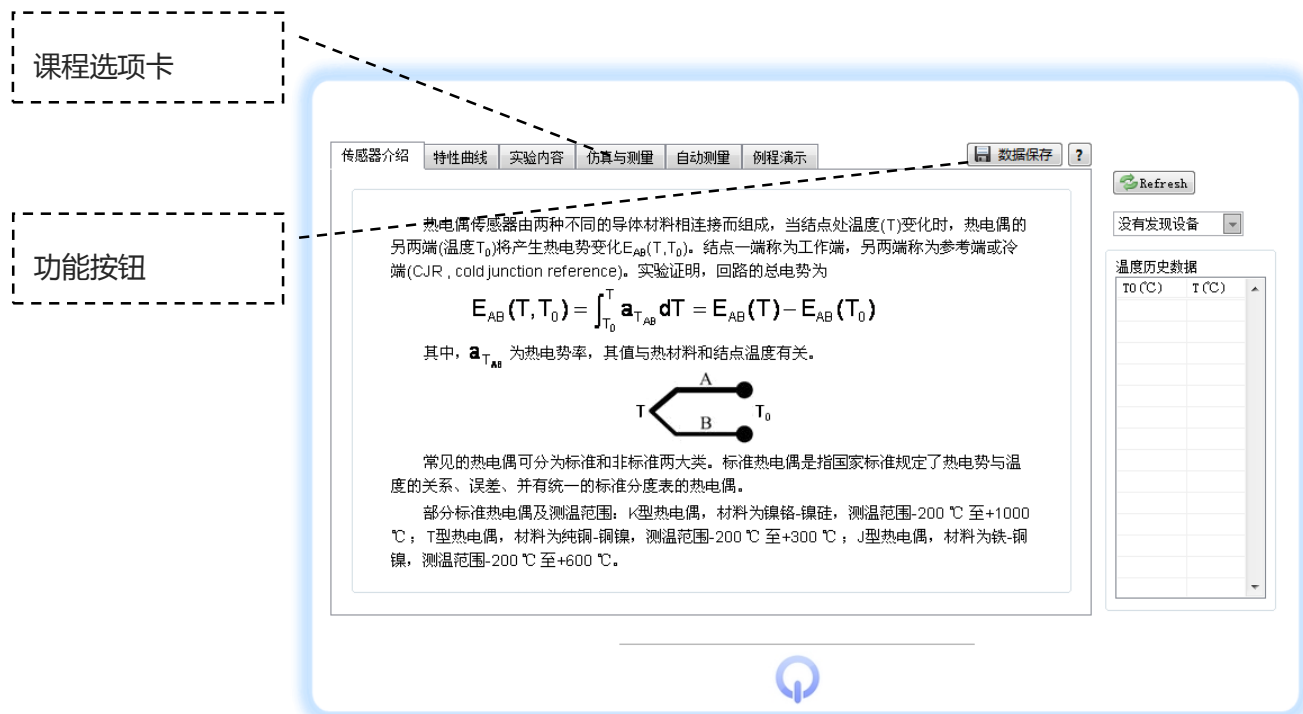 课程选项卡
功能按钮
传感器介绍 特性曲线 实验内容 仿真与测量 自动测量 例程演示 数据保存 ?
热电偶传感器由两种不同的导体材料相连接而组成，当结点处温度(T)变化时，热电偶的
另两端(温度T₀)将产生热电势变化E_AB(T,T₀)。结点一端称为工作端，另两端称为参考端或冷
端(CJR , cold junction reference)。实验证明，回路的总电势为
E_AB(T,T₀)=∫_T₀^T a_T_AB dT = E_AB(T)−E_AB(T₀)
其中，a_T_AB 为热电势率，其值与热材料和结点温度有关。
A
T T₀
B
常见的热电偶可分为标准和非标准两大类。标准热电偶是指国家标准规定了热电势与温
度的关系、误差、并有统一的标准分度表的热电偶。
部分标准热电偶及测温范围：K型热电偶，材料为镍铬-镍硅，测温范围-200 ℃ 至+1000
℃；T型热电偶，材料为纯铜-铜镍，测温范围-200 ℃ 至+300 ℃；J型热电偶，材料为铁-铜
镍，测温范围-200 ℃ 至+600 ℃。
Refresh
没有发现设备
温度历史数据
T0(℃) T(℃)